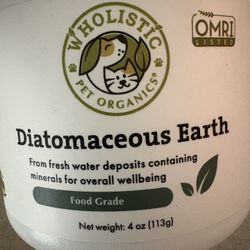 WHOLISTIC
PET ORGANICS®
OMRI
LISTED
Diatomaceous Earth
From fresh water deposits containing
minerals for overall wellbeing
Food Grade
Net weight: 4 oz (113g)